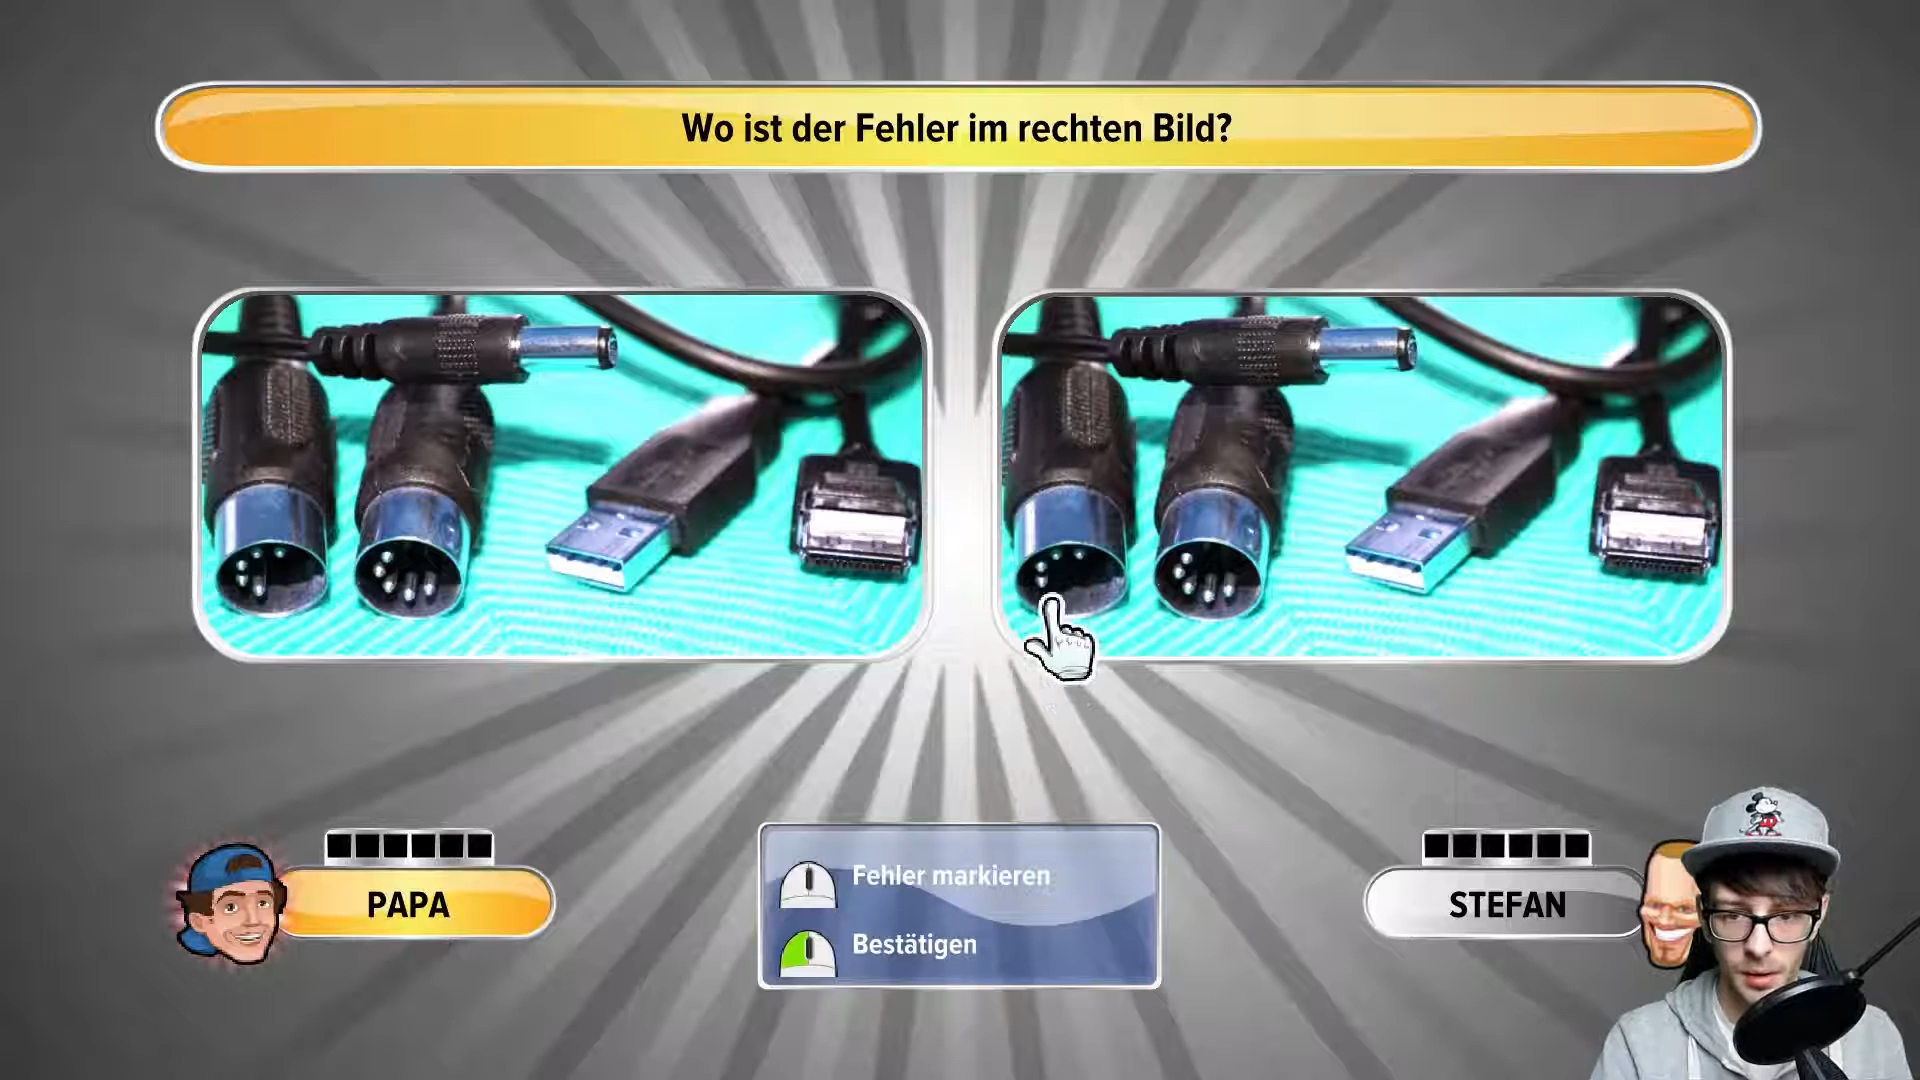 Wo ist der Fehler im rechten Bild?
PAPA
Fehler markieren
Bestätigen
STEFAN